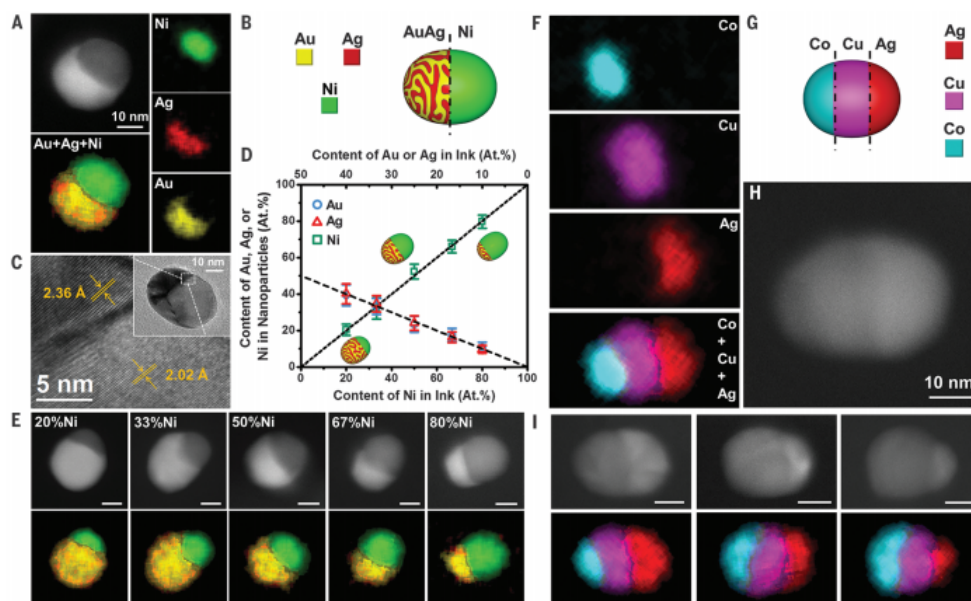 A
10 nm
Ni
Ag
Au
Au+Ag+Ni
B
Au
Ag
Ni
AuAg
Ni
C
2.36 Å
10 nm
2.02 Å
5 nm
D
Content of Au or Ag in Ink (At.%)
50 40 30 20 10 0
100
80
60
40
20
0
Au
Ag
Ni
Content of Au, Ag, or
Ni in Nanoparticles (At.%)
0 20 40 60 80 100
Content of Ni in Ink (At.%)
E
20%Ni
33%Ni
50%Ni
67%Ni
80%Ni
F
Co
Cu
Ag
Co
+
Cu
+
Ag
G
Co
Cu
Ag
Ag
Cu
Co
H
10 nm
I